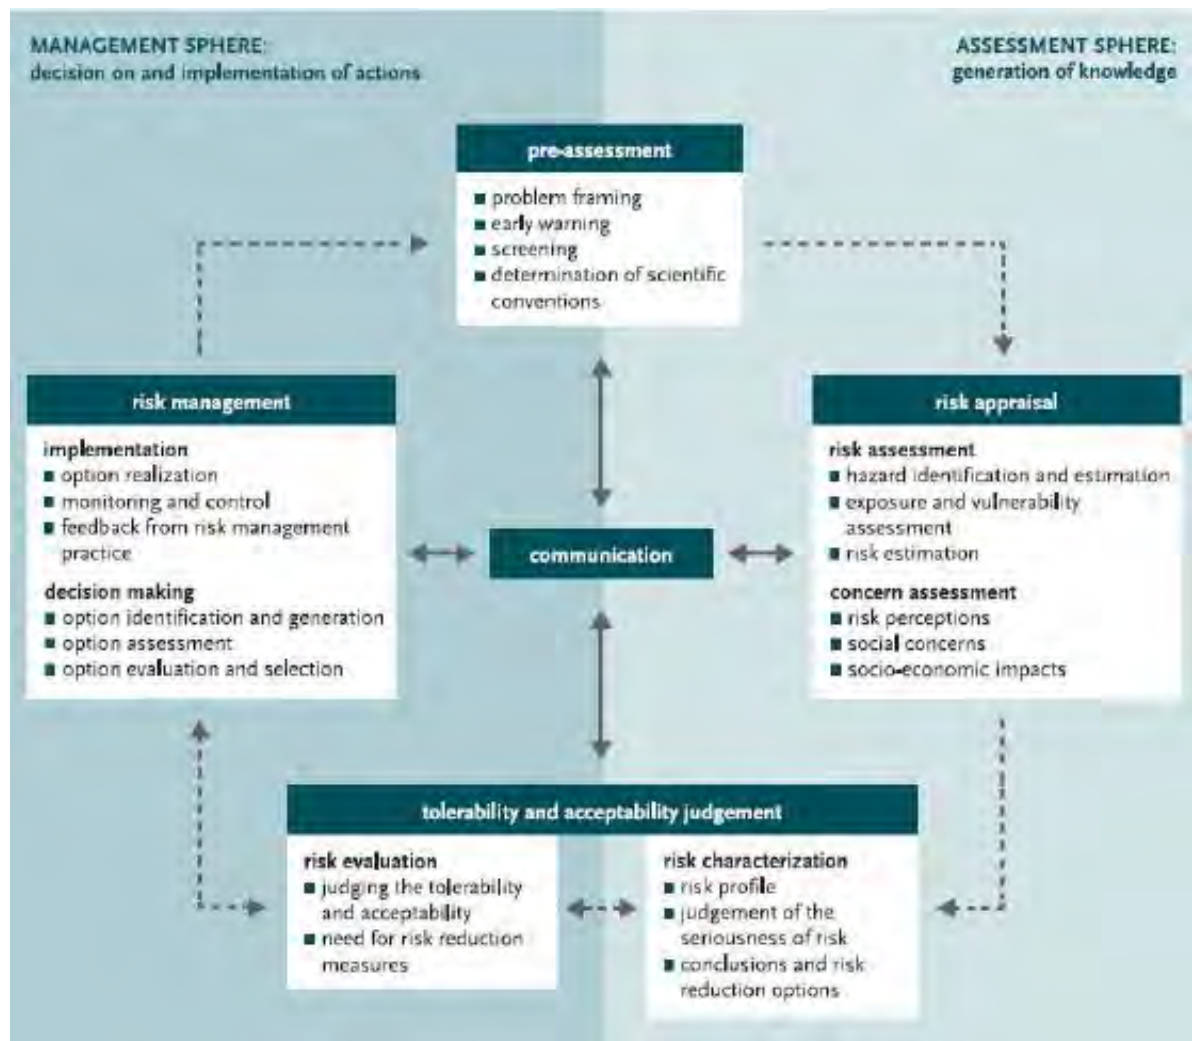 MANAGEMENT SPHERE:
decision on and implementation of actions
ASSESSMENT SPHERE:
generation of knowledge
pre-assessment
■ problem framing
■ early warning
■ screening
■ determination of scientific
conventions
risk management
implementation
■ option realization
■ monitoring and control
■ feedback from risk management
practice
decision making
■ option identification and generation
■ option assessment
■ option evaluation and selection
communication
risk appraisal
risk assessment
■ hazard identification and estimation
■ exposure and vulnerability
assessment
■ risk estimation
concern assessment
■ risk perceptions
■ social concerns
■ socio-economic impacts
tolerability and acceptability judgement
risk evaluation
■ judging the tolerability
and acceptability
■ need for risk reduction
measures
risk characterization
■ risk profile
■ judgement of the
seriousness of risk
■ conclusions and risk
reduction options